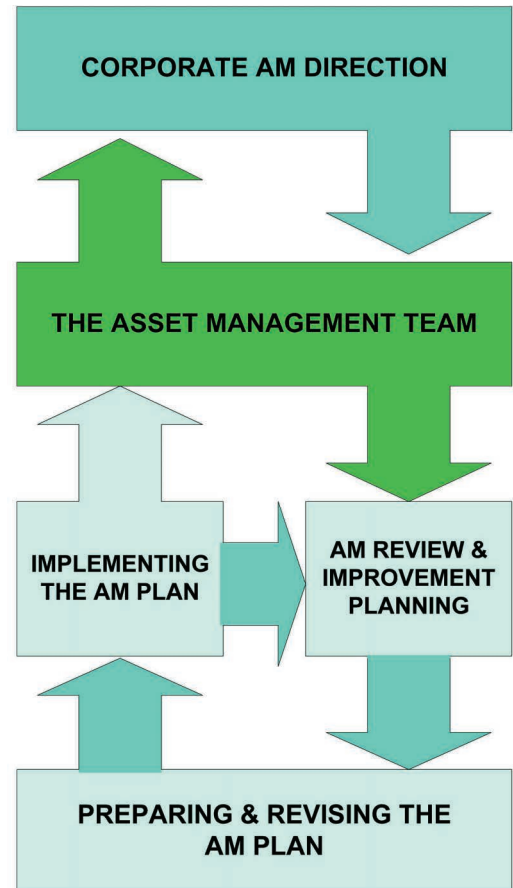 CORPORATE AM DIRECTION
THE ASSET MANAGEMENT TEAM
IMPLEMENTING
THE AM PLAN
AM REVIEW &
IMPROVEMENT
PLANNING
PREPARING & REVISING THE
AM PLAN